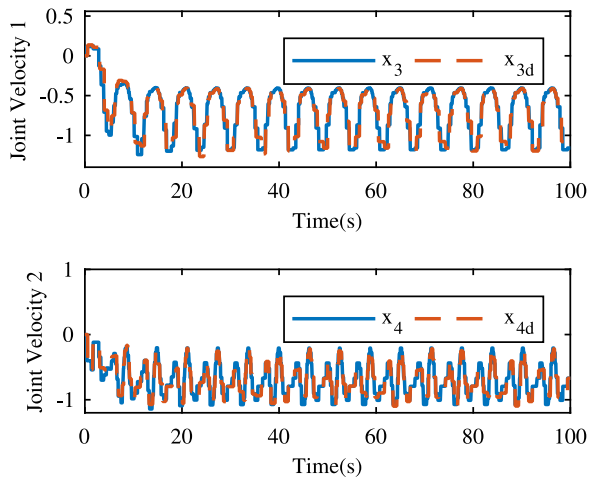 Joint Velocity 1
0.5
0
-0.5
-1
x3 x3d
0 20 40 60 80 100
Time(s)
Joint Velocity 2
1
0
-1
x4 x4d
0 20 40 60 80 100
Time(s)